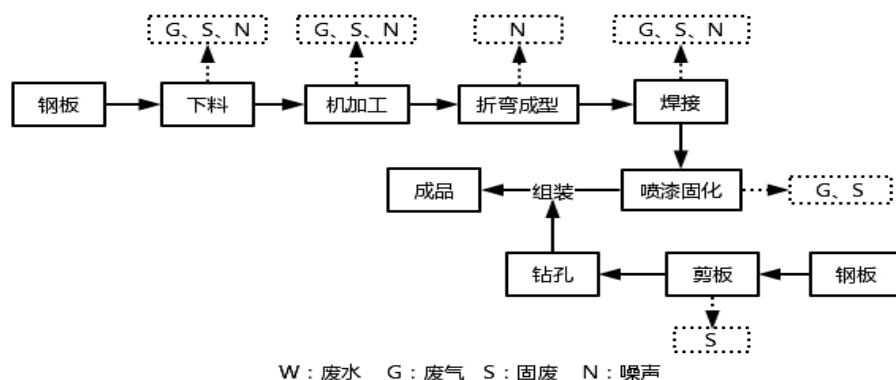 G、S、N G、S、N N G、S、N
钢板 下料 机加工 折弯成型 焊接
成品 组装 喷漆固化 G、S
钻孔 剪板 钢板
S
W：废水 G：废气 S：固废 N：噪声